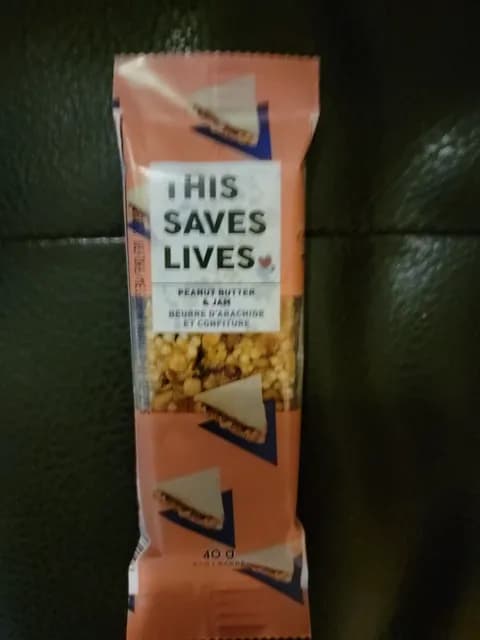 THIS
SAVES
LIVES
PEANUT BUTTER
& JAM
BEURRE D'ARACHIDE
ET CONFITURE
40 g